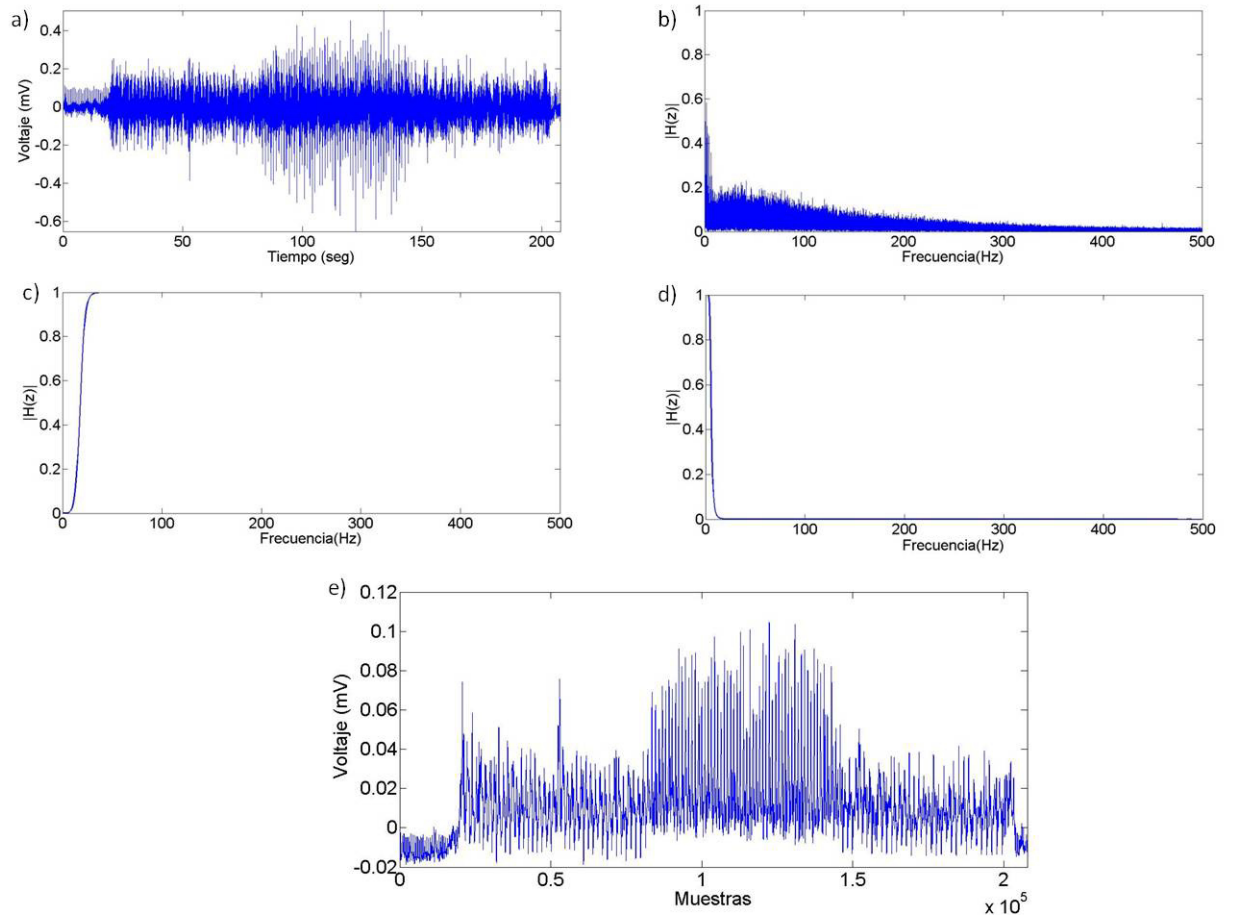 a)
0.4
0.2
0
-0.2
-0.4
-0.6
Voltaje (mV)
0 50 100 150 200
Tiempo (seg)
b)
1
0.8
0.6
0.4
0.2
0
|H(z)|
0 100 200 300 400 500
Frecuencia(Hz)
c)
1
0.8
0.6
0.4
0.2
0
|H(z)|
0 100 200 300 400 500
Frecuencia(Hz)
d)
1
0.8
0.6
0.4
0.2
0
|H(z)|
0 100 200 300 400 500
Frecuencia(Hz)
e)
0.12
0.1
0.08
0.06
0.04
0.02
0
-0.02
Voltaje (mV)
0 0.5 1 1.5 2
Muestras
x 10^5